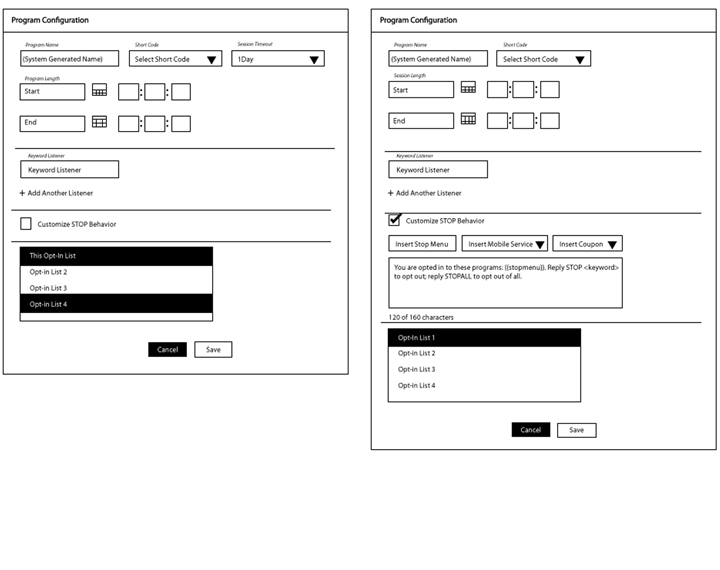 Program Configuration
Program Name Short Code Session Timeout
(System Generated Name) Select Short Code 1Day
Program Length
Start : :
End : :
Keyword Listener
Keyword Listener
+ Add Another Listener
Customize STOP Behavior
This Opt-In List
Opt-in List 2
Opt-in List 3
Opt-in List 4
Cancel Save
Program Configuration
Program Name Short Code
(System Generated Name) Select Short Code
Session Length
Start : :
End : :
Keyword Listener
Keyword Listener
+ Add Another Listener
Customize STOP Behavior
Insert Stop Menu Insert Mobile Service Insert Coupon
You are opted in to these programs: ((stopmenu)). Reply STOP <keyword>
to opt out; reply STOPALL to opt out of all.
120 of 160 characters
Opt-In List 1
Opt-in List 2
Opt-in List 3
Opt-in List 4
Cancel Save